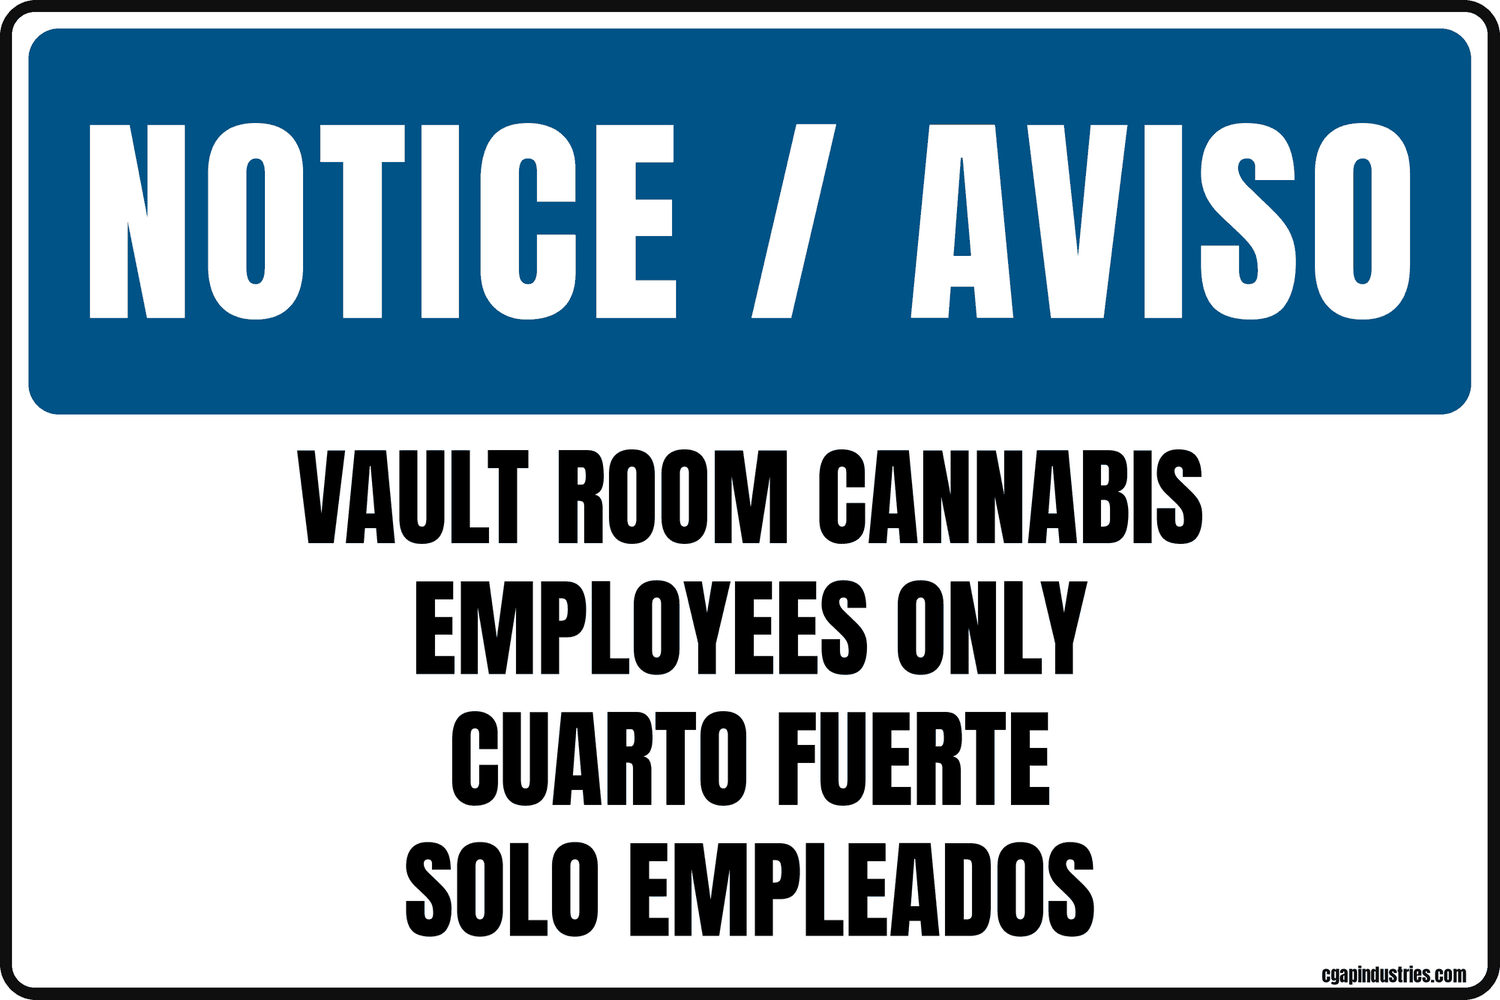 NOTICE / AVISO
VAULT ROOM CANNABIS
EMPLOYEES ONLY
CUARTO FUERTE
SOLO EMPLEADOS
cgapindustries.com